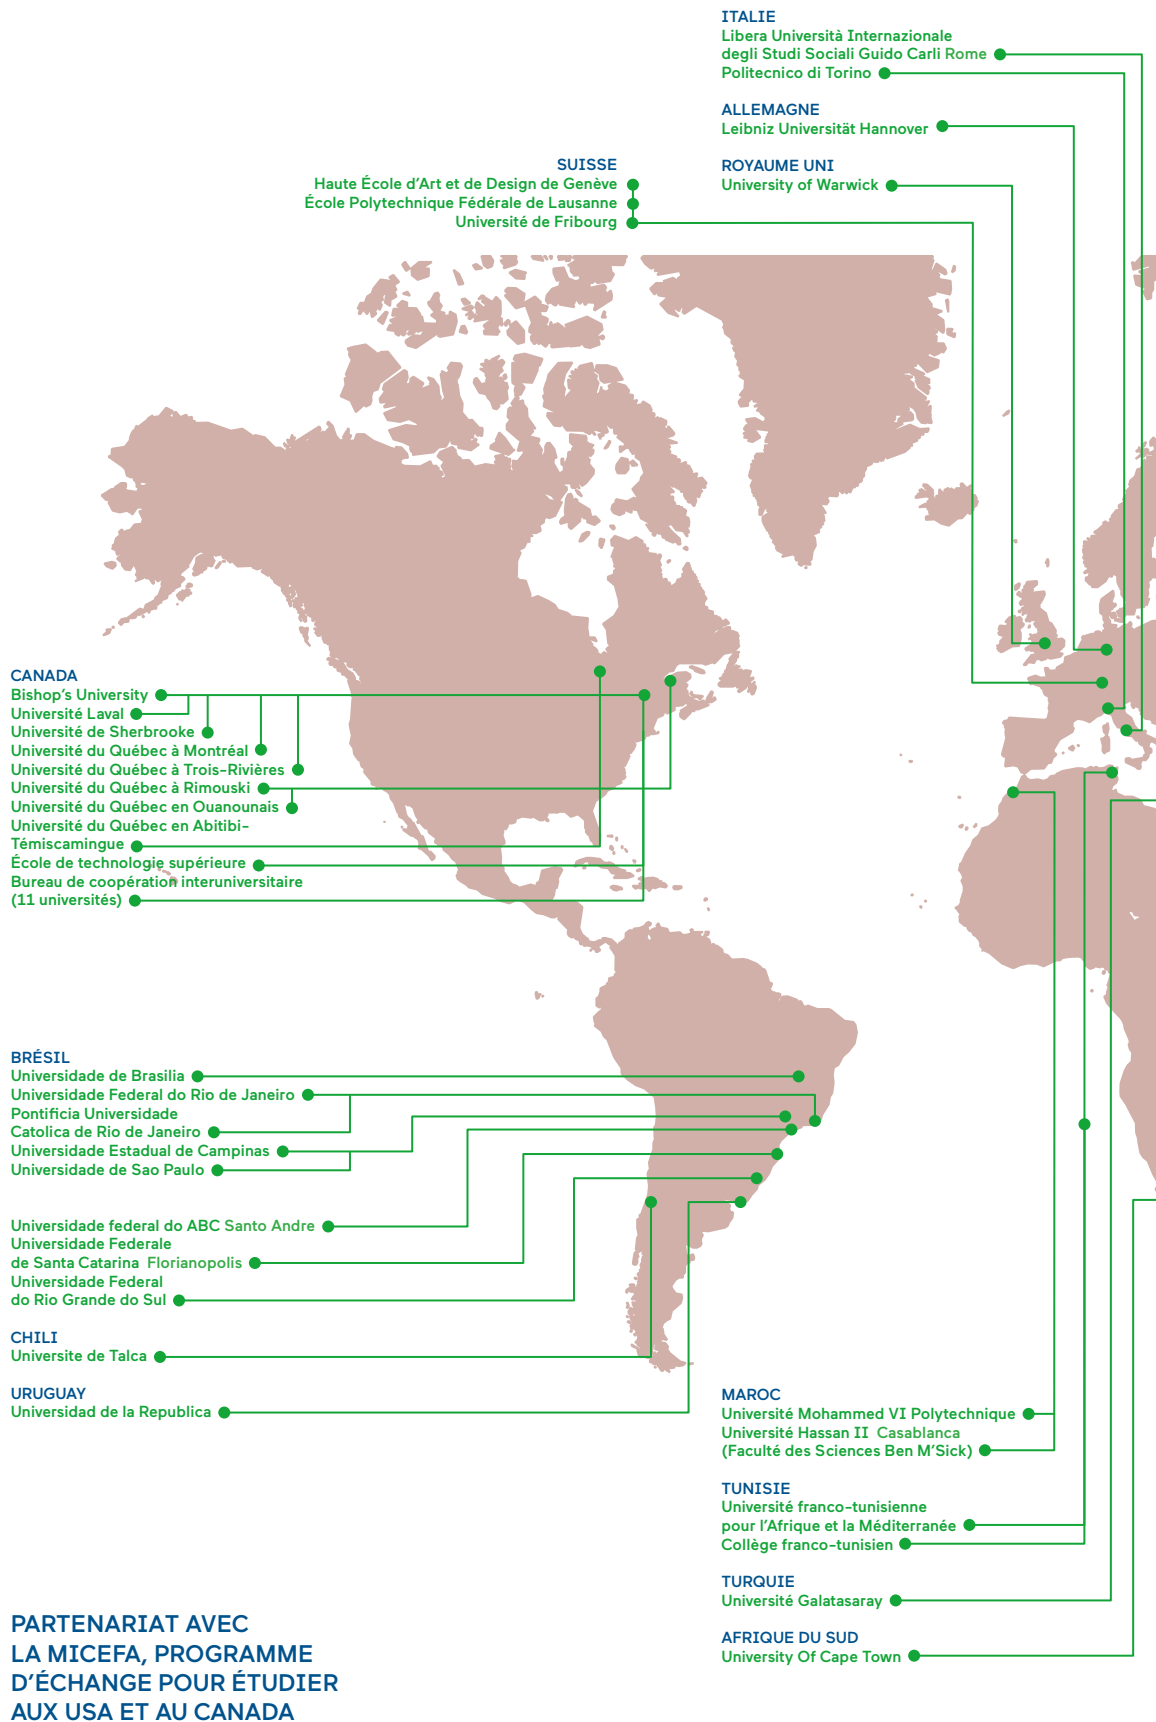 ITALIE
Libera Università Internazionale
degli Studi Sociali Guido Carli Rome
Politecnico di Torino
ALLEMAGNE
Leibniz Universität Hannover
ROYAUME UNI
University of Warwick
SUISSE
Haute École d'Art et de Design de Genève
École Polytechnique Fédérale de Lausanne
Université de Fribourg
CANADA
Bishop's University
Université Laval
Université de Sherbrooke
Université du Québec à Montréal
Université du Québec à Trois-Rivières
Université du Québec à Rimouski
Université du Québec en Ouanounais
Université du Québec en Abitibi-
Témiscamingue
École de technologie supérieure
Bureau de coopération interuniversitaire
(11 universités)
BRÉSIL
Universidade de Brasilia
Universidade Federal do Rio de Janeiro
Pontificia Universidade
Catolica de Rio de Janeiro
Universidade Estadual de Campinas
Universidade de Sao Paulo
Universidade federal do ABC Santo Andre
Universidade Federale
de Santa Catarina Florianopolis
Universidade Federal
do Rio Grande do Sul
CHILI
Universite de Talca
URUGUAY
Universidad de la Republica
MAROC
Université Mohammed VI Polytechnique
Université Hassan II Casablanca
(Faculté des Sciences Ben M'Sick)
TUNISIE
Université franco-tunisienne
pour l'Afrique et la Méditerranée
Collège franco-tunisien
TURQUIE
Université Galatasaray
AFRIQUE DU SUD
University Of Cape Town
PARTENARIAT AVEC
LA MICEFA, PROGRAMME
D'ÉCHANGE POUR ÉTUDIER
AUX USA ET AU CANADA